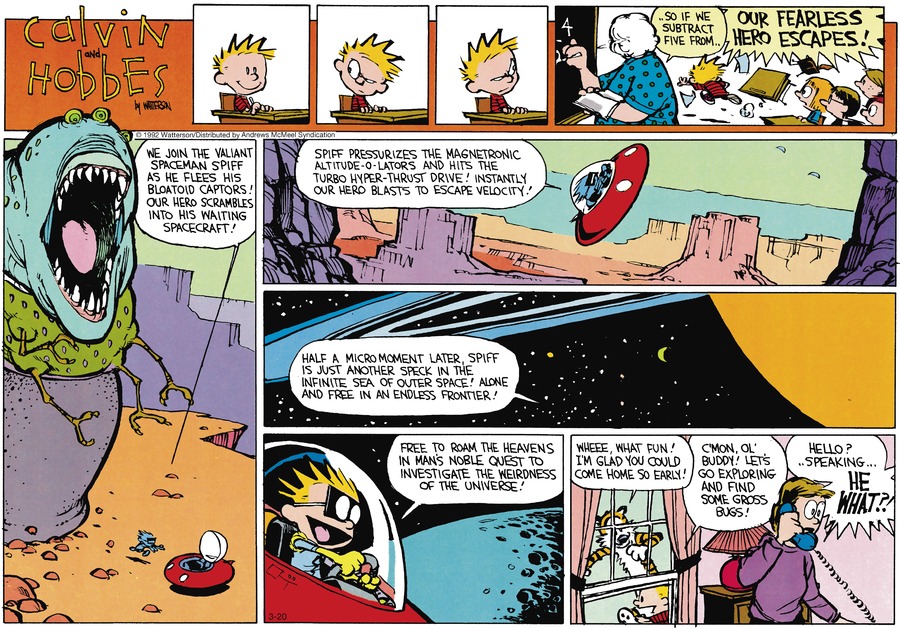 Calvin
and
HObbES
by WATTERSON
4
..SO IF WE
SUBTRACT
FIVE FROM..
OUR FEARLESS
HERO ESCAPES!
© 1992 Watterson/Distributed by Andrews McMeel Syndication
WE JOIN THE VALIANT
SPACEMAN SPIFF
AS HE FLEES HIS
BLOATOID CAPTORS!
OUR HERO SCRAMBLES
INTO HIS WAITING
SPACECRAFT!
SPIFF PRESSURIZES THE MAGNETRONIC
ALTITUDE-O-LATORS AND HITS THE
TURBO HYPER-THRUST DRIVE! INSTANTLY
OUR HERO BLASTS TO ESCAPE VELOCITY!
HALF A MICROMOMENT LATER, SPIFF
IS JUST ANOTHER SPECK IN THE
INFINITE SEA OF OUTER SPACE! ALONE
AND FREE IN AN ENDLESS FRONTIER!
FREE TO ROAM THE HEAVENS
IN MAN'S NOBLE QUEST TO
INVESTIGATE THE WEIRDNESS
OF THE UNIVERSE!
3-20
WHEEE, WHAT FUN!
I'M GLAD YOU COULD
COME HOME SO EARLY!
C'MON, OL'
BUDDY! LET'S
GO EXPLORING
AND FIND
SOME GROSS
BUGS!
HELLO?
..SPEAKING...
HE
WHAT?!